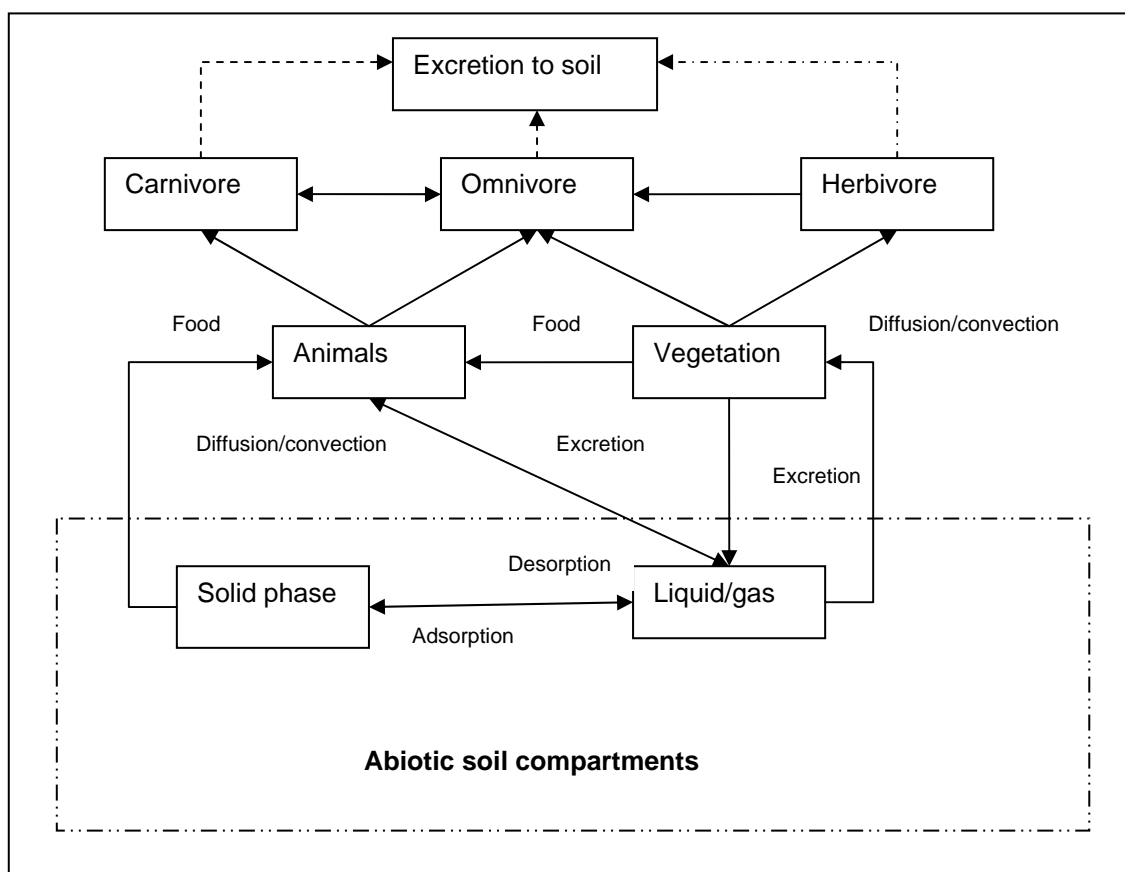 Excretion to soil
Carnivore
Omnivore
Herbivore
Food
Food
Diffusion/convection
Animals
Vegetation
Diffusion/convection
Excretion
Excretion
Desorption
Solid phase
Liquid/gas
Adsorption
Abiotic soil compartments